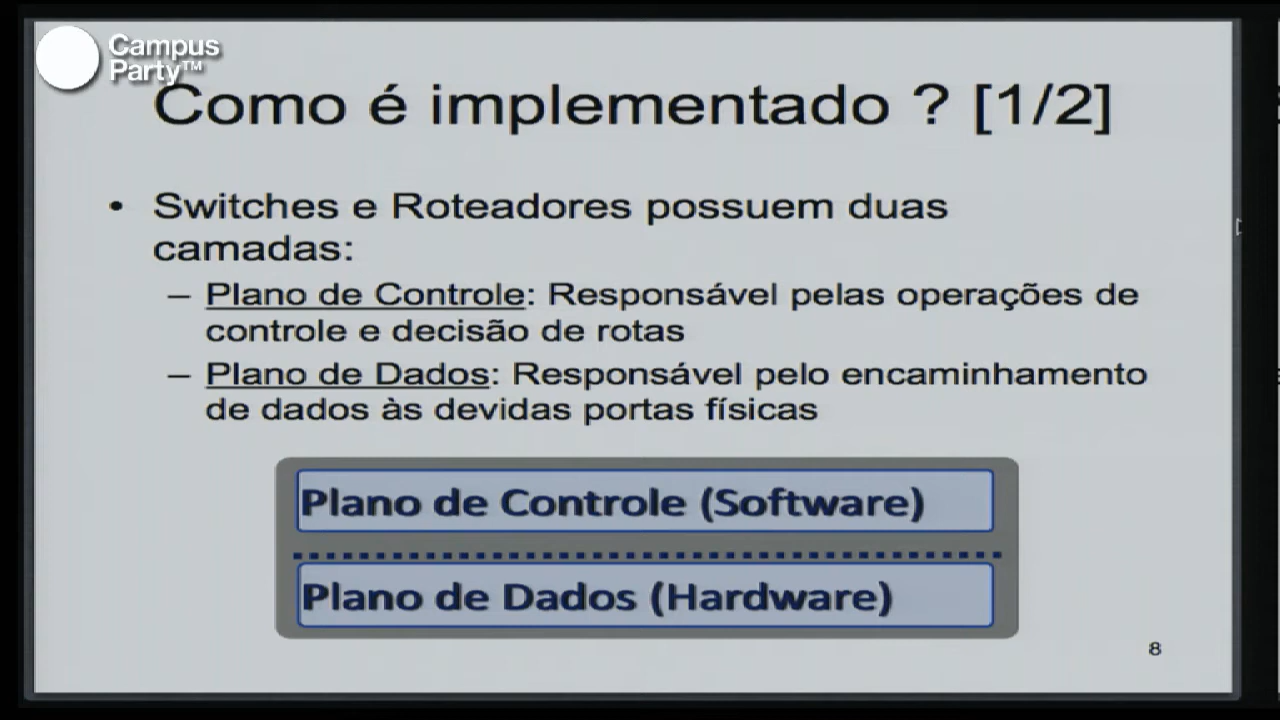 Campus
Party™
Como é implementado ? [1/2]
• Switches e Roteadores possuem duas
camadas:
– Plano de Controle: Responsável pelas operações de
controle e decisão de rotas
– Plano de Dados: Responsável pelo encaminhamento
de dados às devidas portas físicas
Plano de Controle (Software)
Plano de Dados (Hardware)
8